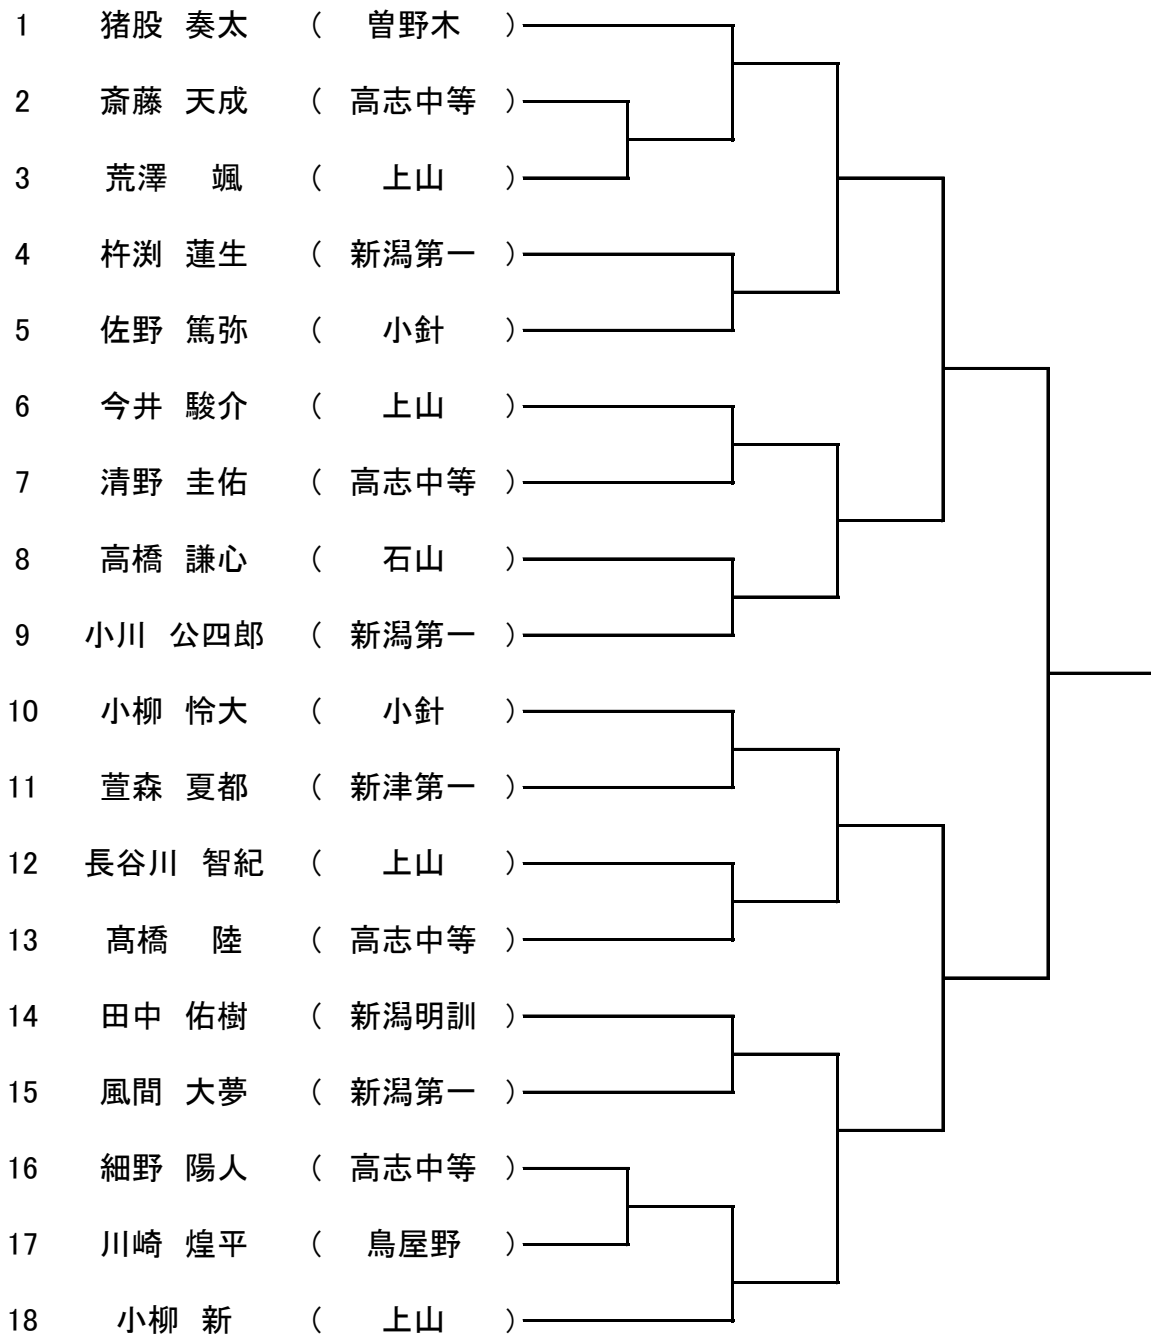 1 猪股 奏太 ( 曽野木 )
2 斎藤 天成 ( 高志中等 )
3 荒澤 颯 ( 上山 )
4 杵渕 蓮生 ( 新潟第一 )
5 佐野 篤弥 ( 小針 )
6 今井 駿介 ( 上山 )
7 清野 圭佑 ( 高志中等 )
8 高橋 謙心 ( 石山 )
9 小川 公四郎 ( 新潟第一 )
10 小柳 怜大 ( 小針 )
11 萱森 夏都 ( 新津第一 )
12 長谷川 智紀 ( 上山 )
13 髙橋 陸 ( 高志中等 )
14 田中 佑樹 ( 新潟明訓 )
15 風間 大夢 ( 新潟第一 )
16 細野 陽人 ( 高志中等 )
17 川崎 煌平 ( 鳥屋野 )
18 小柳 新 ( 上山 )